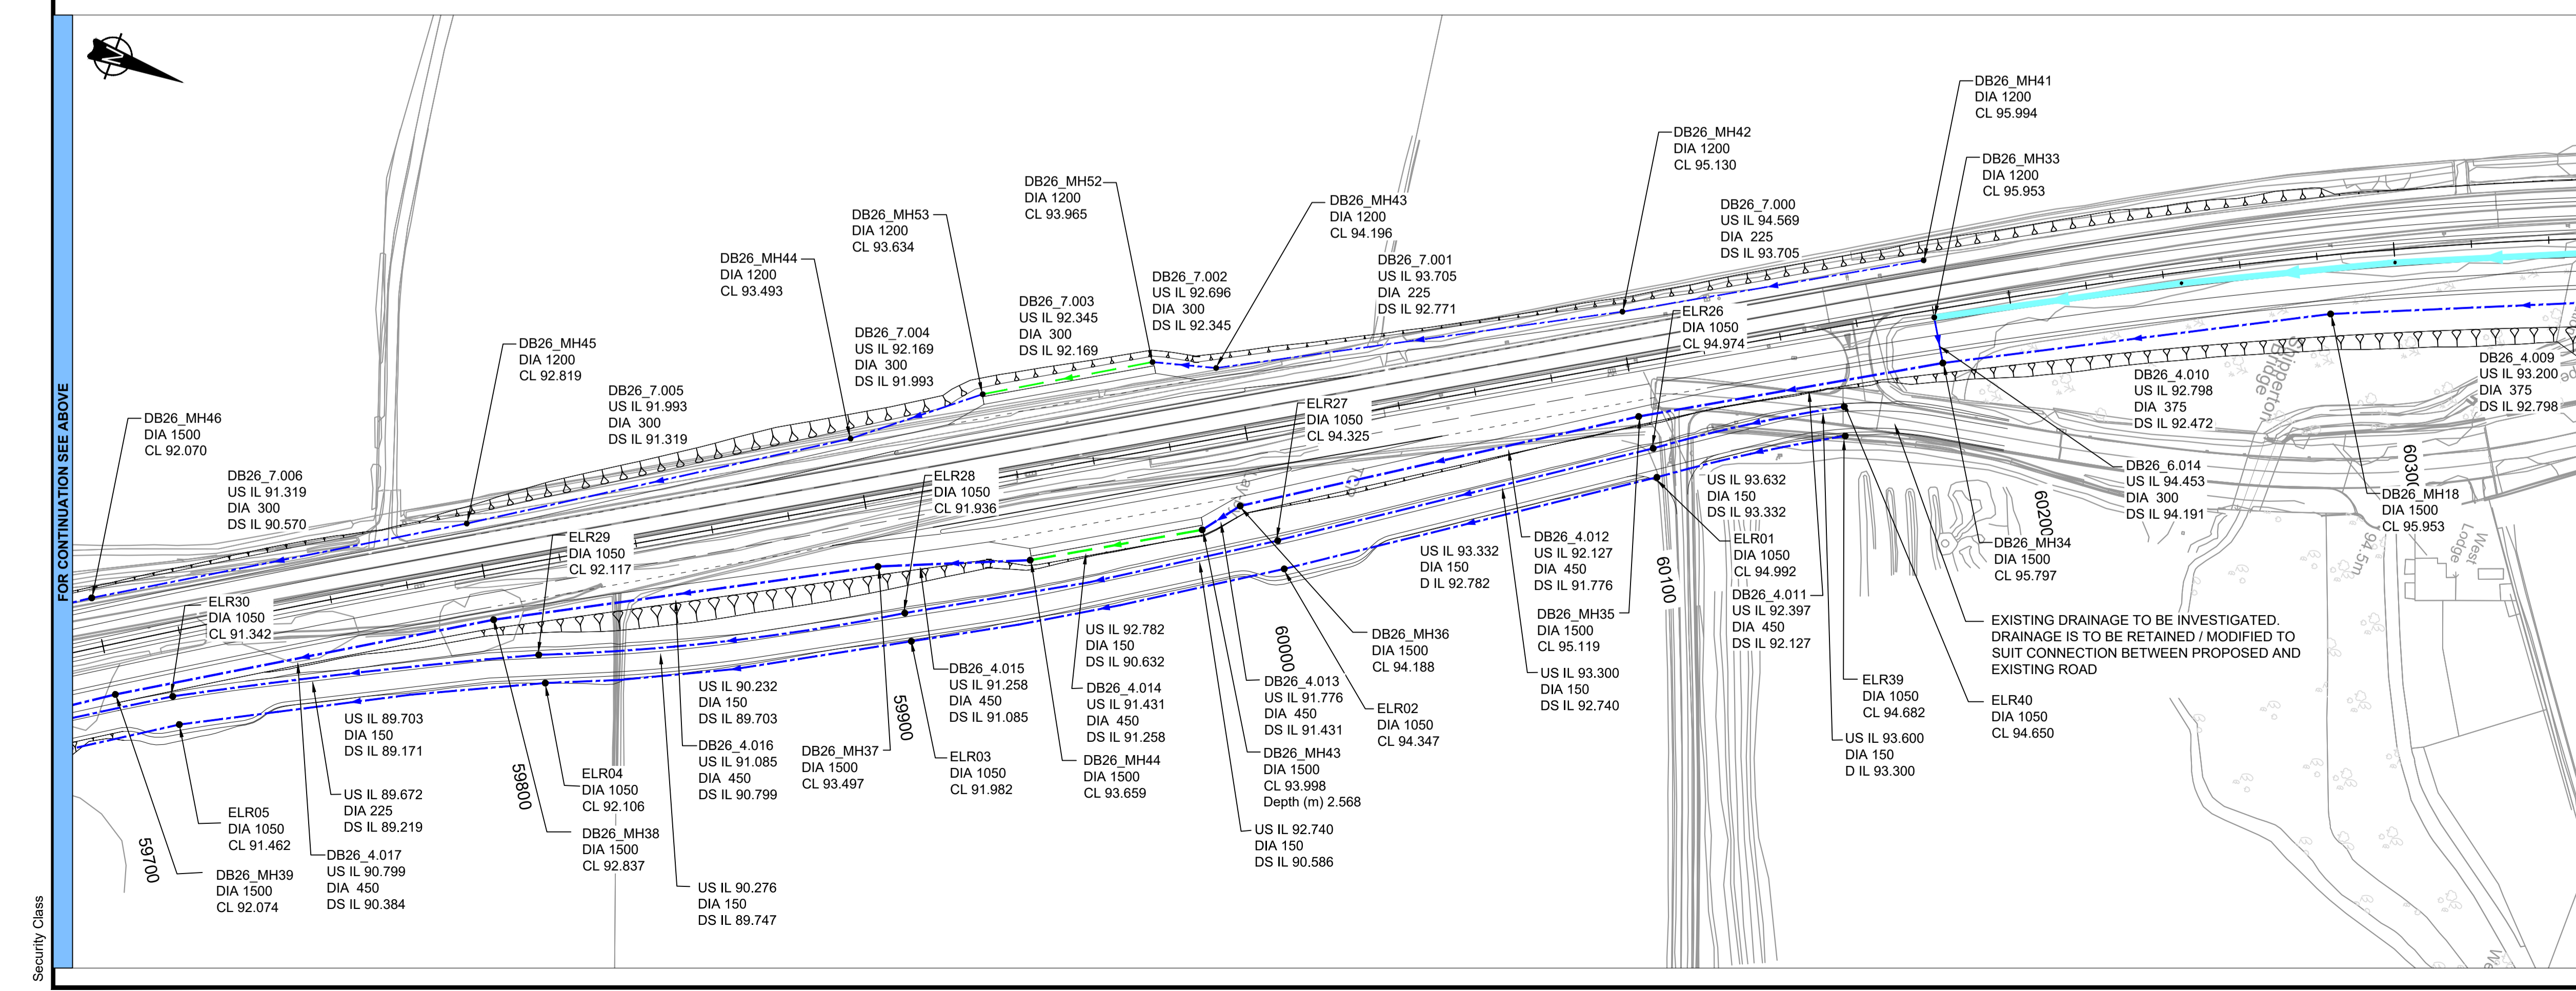 DB26_MH41
DIA 1200
CL 95.994
DB26_MH42
DIA 1200
CL 95.130
DB26_MH33
DIA 1200
CL 95.953
DB26_MH52
DIA 1200
CL 93.965
DB26_MH43
DIA 1200
CL 94.196
DB26_7.000
US IL 94.569
DIA 225
DS IL 93.705
DB26_MH53
DIA 1200
CL 93.634
DB26_MH44
DIA 1200
CL 93.493
DB26_7.001
US IL 93.705
DIA 225
DS IL 92.771
DB26_7.002
US IL 92.696
DIA 300
DS IL 92.345
DB26_7.003
US IL 92.345
DIA 300
DS IL 92.169
DB26_7.004
US IL 92.169
DIA 300
DS IL 91.993
ELR26
DIA 1050
CL 94.974
DB26_MH45
DIA 1200
CL 92.819
DB26_7.005
US IL 91.993
DIA 300
DS IL 91.319
DB26_4.009
US IL 93.200
DIA 375
DS IL 92.798
DB26_4.010
US IL 92.798
DIA 375
DS IL 92.472
Shipperton
Bridge
FOR CONTINUATION SEE ABOVE
DB26_MH46
DIA 1500
CL 92.070
ELR27
DIA 1050
CL 94.325
DB26_7.006
US IL 91.319
DIA 300
DS IL 90.570
ELR28
DIA 1050
CL 91.936
US IL 93.632
DIA 150
DS IL 93.332
DB26_6.014
US IL 94.453
DIA 300
DS IL 94.191
60300
DB26_MH18
DIA 1500
CL 95.953
60200
ELR29
DIA 1050
CL 92.117
US IL 93.332
DIA 150
D IL 92.782
DB26_4.012
US IL 92.127
DIA 450
DS IL 91.776
ELR01
DIA 1050
CL 94.992
DB26_MH34
DIA 1500
CL 95.797
West
Lodge
94.5m
60100
ELR30
DIA 1050
CL 91.342
DB26_4.011
US IL 92.397
DIA 450
DS IL 92.127
DB26_MH35
DIA 1500
CL 95.119
EXISTING DRAINAGE TO BE INVESTIGATED.
DRAINAGE IS TO BE RETAINED / MODIFIED TO
SUIT CONNECTION BETWEEN PROPOSED AND
EXISTING ROAD
60000
US IL 92.782
DIA 150
DS IL 90.632
DB26_MH36
DIA 1500
CL 94.188
DB26_4.015
US IL 91.258
DIA 450
DS IL 91.085
US IL 93.300
DIA 150
DS IL 92.740
ELR39
DIA 1050
CL 94.682
ELR40
DIA 1050
CL 94.650
US IL 90.232
DIA 150
DS IL 89.703
59900
DB26_4.014
US IL 91.431
DIA 450
DS IL 91.258
DB26_4.013
US IL 91.776
DIA 450
DS IL 91.431
ELR02
DIA 1050
CL 94.347
US IL 89.703
DIA 150
DS IL 89.171
DB26_4.016
US IL 91.085
DIA 450
DS IL 90.799
DB26_MH37
DIA 1500
CL 93.497
ELR03
DIA 1050
CL 91.982
DB26_MH44
DIA 1500
CL 93.659
DB26_MH43
DIA 1500
CL 93.998
Depth (m) 2.568
US IL 93.600
DIA 150
D IL 93.300
59800
ELR04
DIA 1050
CL 92.106
US IL 89.672
DIA 225
DS IL 89.219
ELR05
DIA 1050
CL 91.462
DB26_MH38
DIA 1500
CL 92.837
US IL 92.740
DIA 150
DS IL 90.586
59700
DB26_4.017
US IL 90.799
DIA 450
DS IL 90.384
DB26_MH39
DIA 1500
CL 92.074
US IL 90.276
DIA 150
DS IL 89.747
Security Class